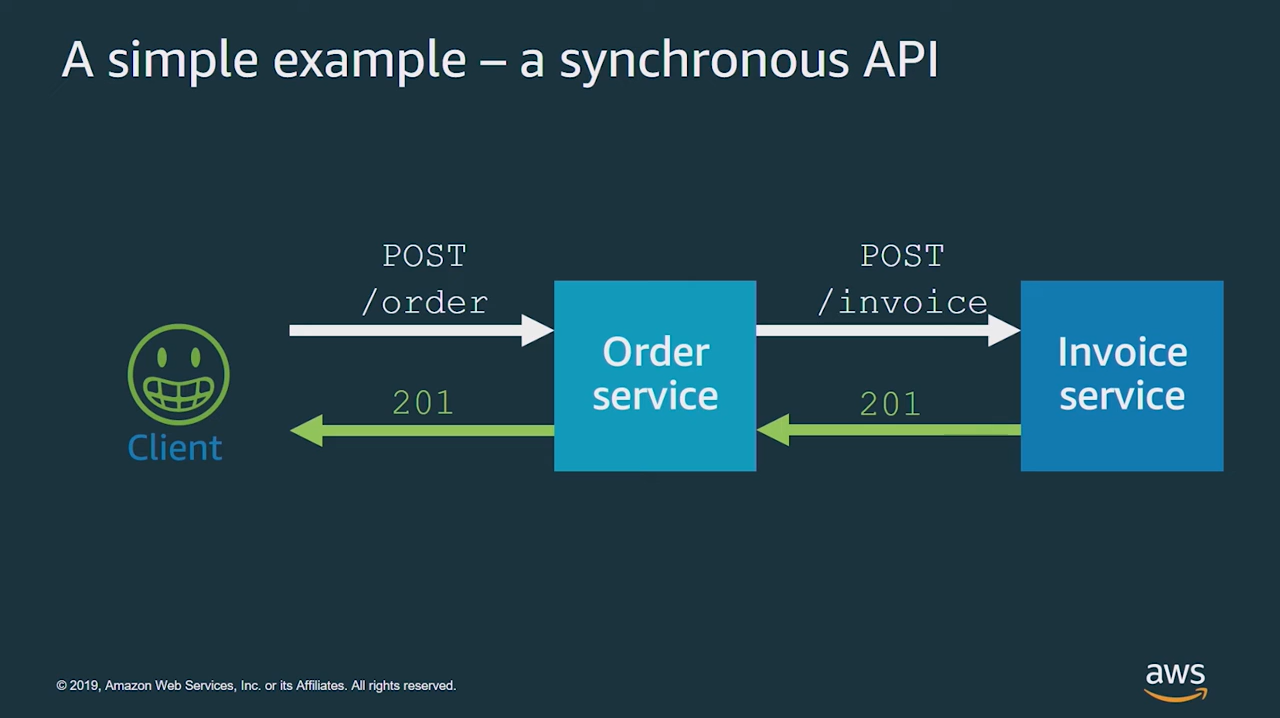 A simple example – a synchronous API
POST
/order
POST
/invoice
Order
service
Invoice
service
201
201
Client
© 2019, Amazon Web Services, Inc. or its Affiliates. All rights reserved.
aws